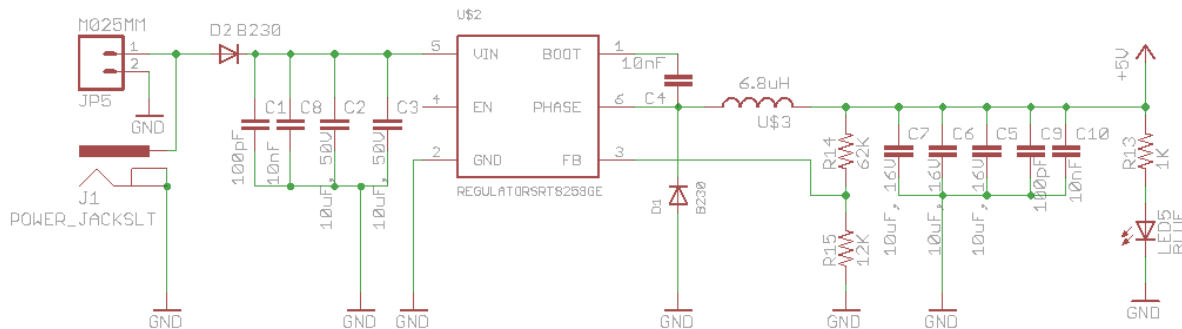 M025MM
1
2
JP5
GND
J1
POWER_JACKSLT
GND
D2
B230
C1
100pF
C8
10nF
C2
10uF, 50V
C3
10uF, 50V
GND
GND
U$2
5
VIN
4
EN
2
GND
BOOT
1
PHASE
6
FB
3
REGULATORSRT8259GE
10nF
C4
6.8uH
U$3
D1
B230
GND
R14
62K
R15
12K
GND
C7
10uF, 16V
C6
10uF, 16V
C5
10uF, 16V
C9
100pF
C10
10nF
GND
+5V
R13
1K
LED5
GND